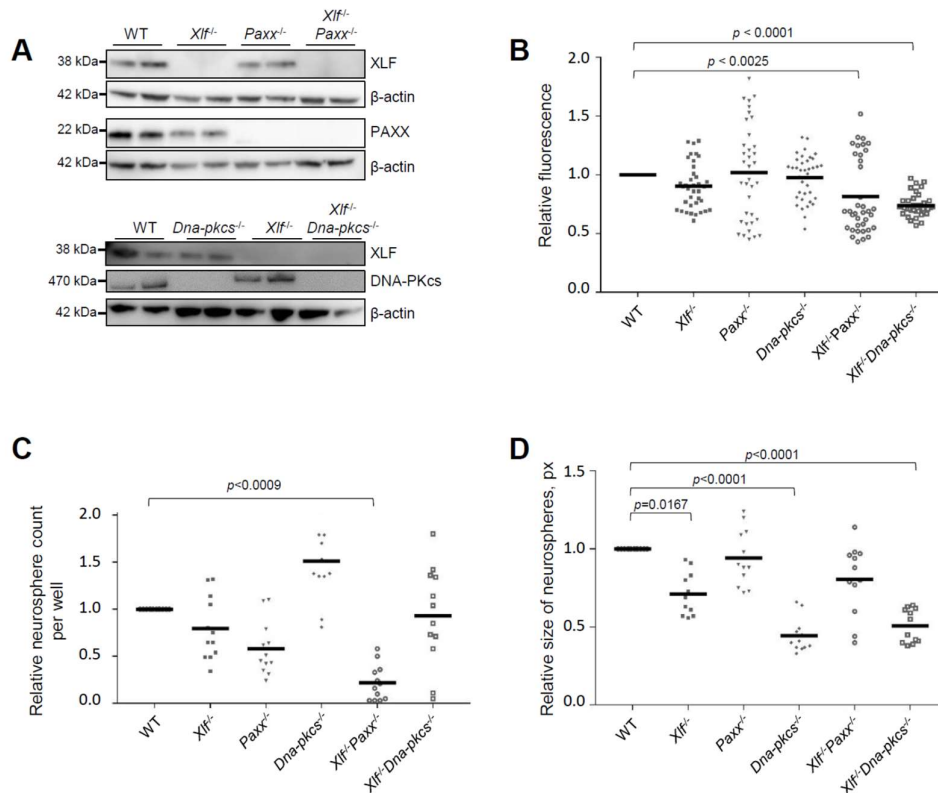 A
WT Xlf-/- Paxx-/- Xlf-/- Paxx-/-
38 kDa XLF
42 kDa β-actin
22 kDa PAXX
42 kDa β-actin
WT Dna-pkcs-/- Xlf-/- Xlf-/- Dna-pkcs-/-
38 kDa XLF
470 kDa DNA-PKcs
42 kDa β-actin
B
p < 0.0001
p < 0.0025
Relative fluorescence
2.0
1.5
1.0
0.5
0.0
WT Xlf-/- Paxx-/- Dna-pkcs-/- Xlf-/-Paxx-/- Xlf-/-Dna-pkcs-/-
C
p<0.0009
Relative neurosphere count
per well
2.0
1.5
1.0
0.5
0.0
WT Xlf-/- Paxx-/- Dna-pkcs-/- Xlf-/-Paxx-/- Xlf-/-Dna-pkcs-/-
D
p<0.0001
p<0.0001
p=0.0167
Relative size of neurospheres, px
1.5
1.0
0.5
0.0
WT Xlf-/- Paxx-/- Dna-pkcs-/- Xlf-/-Paxx-/- Xlf-/-Dna-pkcs-/-